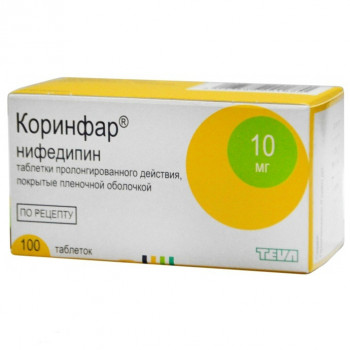 Коринфар®
нифедипин
таблетки пролонгированного действия,
покрытые пленочной оболочкой
ПО РЕЦЕПТУ
100 таблеток
10
мг
TEVA